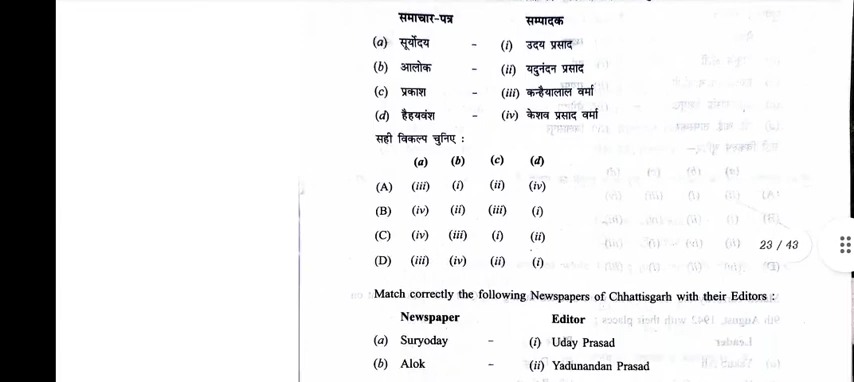 समाचार-पत्र सम्पादक
(a) सूर्योदय - (i) उदय प्रसाद
(b) आलोक - (ii) यदुनंदन प्रसाद
(c) प्रकाश - (iii) कन्हैयालाल वर्मा
(d) हैहयवंश - (iv) केशव प्रसाद वर्मा
सही विकल्प चुनिए :
(a) (b) (c) (d)
(A) (iii) (i) (ii) (iv)
(B) (iv) (ii) (iii) (i)
(C) (iv) (iii) (i) (ii)
(D) (iii) (iv) (ii) (i)
23 / 43
Match correctly the following Newspapers of Chhattisgarh with their Editors :
Newspaper Editor
(a) Suryoday - (i) Uday Prasad
(b) Alok - (ii) Yadunandan Prasad